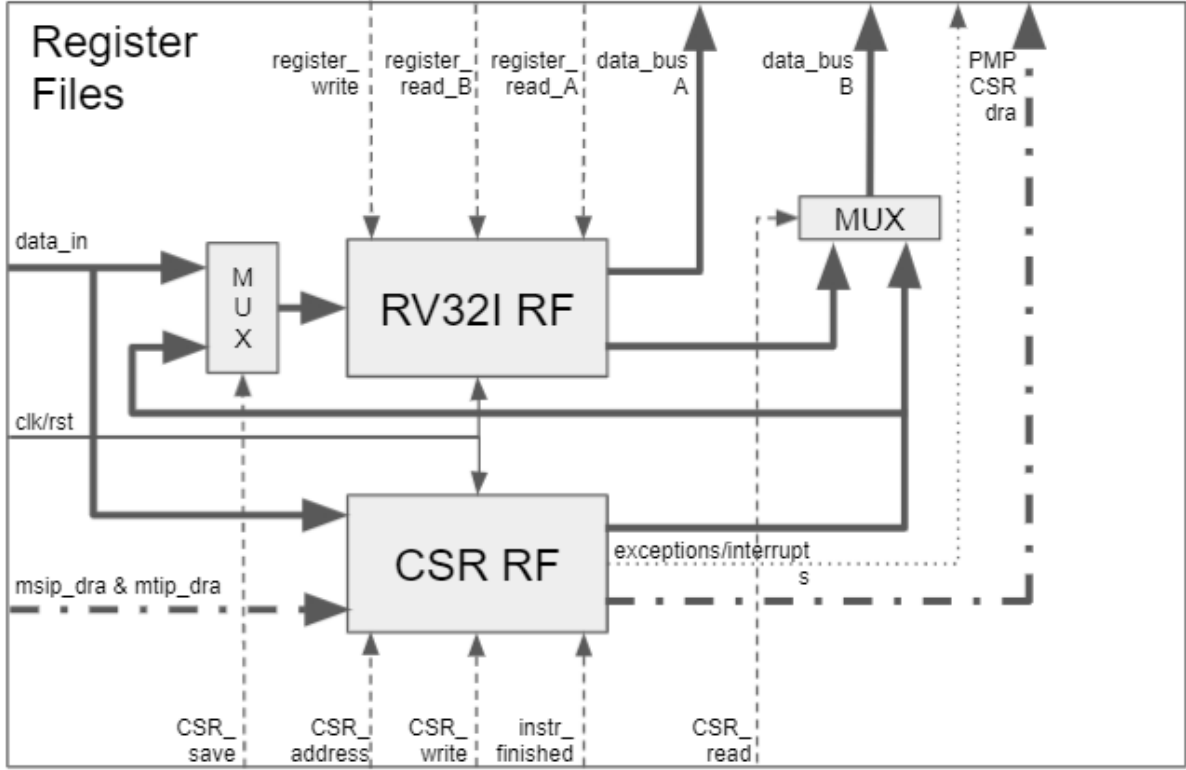 Register
Files
register_
write
register_
read_B
register_
read_A
data_bus
A
data_bus
B
PMP
CSR
dra
MUX
data_in
M
U
X
RV32I RF
clk/rst
CSR RF
exceptions/interrupt
s
msip_dra & mtip_dra
CSR_
save
CSR_
address
CSR_
write
instr_
finished
CSR_
read